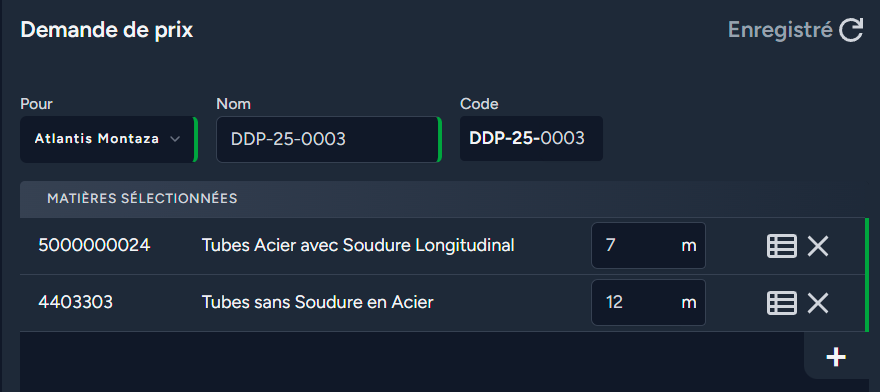 Demande de prix
Enregistré
Pour
Nom
Code
Atlantis Montaza
DDP-25-0003
DDP-25-0003
MATIÈRES SÉLECTIONNÉES
5000000024 Tubes Acier avec Soudure Longitudinal 7 m
4403303 Tubes sans Soudure en Acier 12 m